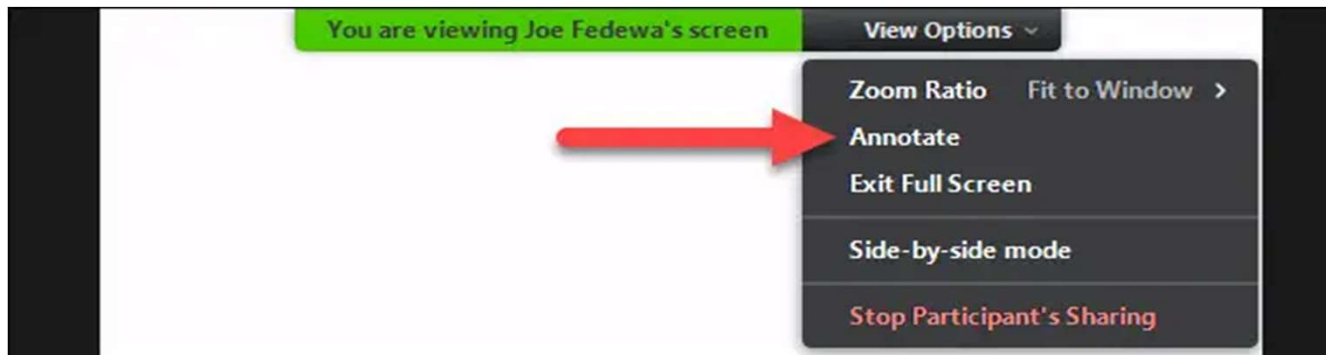 You are viewing Joe Fedewa's screen View Options
Zoom Ratio Fit to Window
Annotate
Exit Full Screen
Side-by-side mode
Stop Participant's Sharing